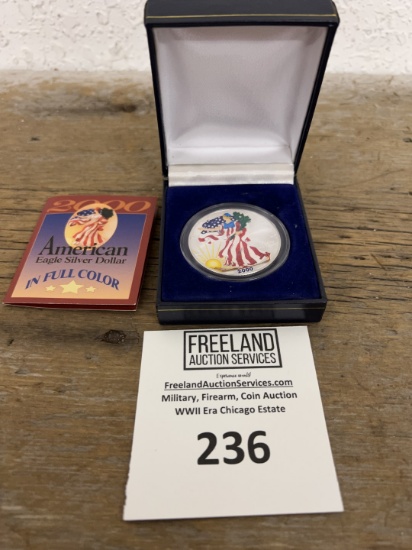 2000
American
Eagle Silver Dollar
IN FULL COLOR
2000
FREELAND
AUCTION SERVICES
FreelandAuctionServices.com
Military, Firearm, Coin Auction
WWII Era Chicago Estate
236